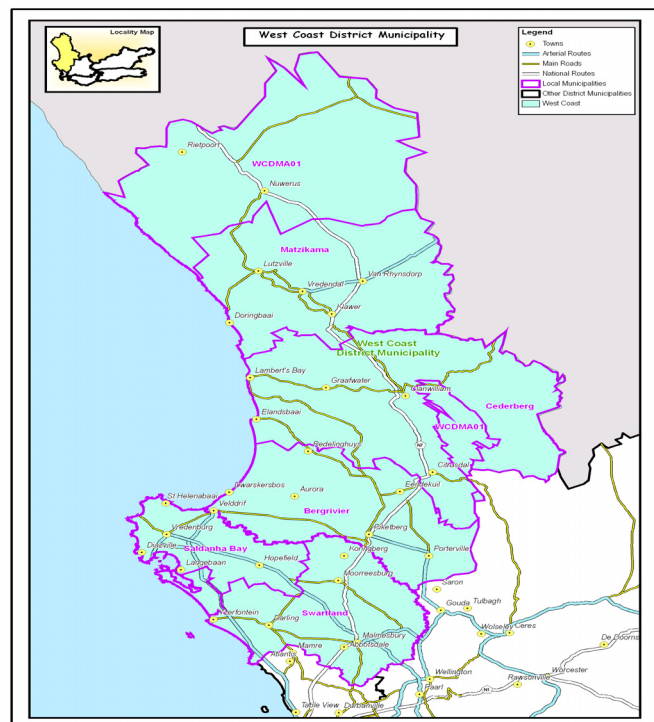 Locality Map
West Coast District Municipality
Legend
Towns
Arterial Routes
Main Roads
National Routes
Local Municipalities
Other District Municipalities
West Coast
Rietpoort
WCDMA01
Nuwerus
Matzikama
Lutzville
Van Rhynsdorp
Vredendal
Klawer
Doringbaai
West Coast
District Municipality
Lambert's Bay
Graafwater
Clanwilliam
Cederberg
Elandsbaai
WCDMA01
N7
Redelinghuys
Citrusdal
Dwarskersbos
Aurora
Eendekuil
St Helenabaai
Velddrif
Bergrivier
Vredenburg
Piketberg
Saldanha Bay
Koringberg
Porterville
Diazville
Langebaan
Hopefield
Moorreesburg
Saron
Swartland
Gouda
Tulbagh
Yzerfontein
Darling
Malmesbury
Wolseley
Ceres
Abbotsdale
De Doorns
Mamre
Atlantis
Wellington
Worcester
Rawsonville
N1
Paarl
Table View
Durbanville